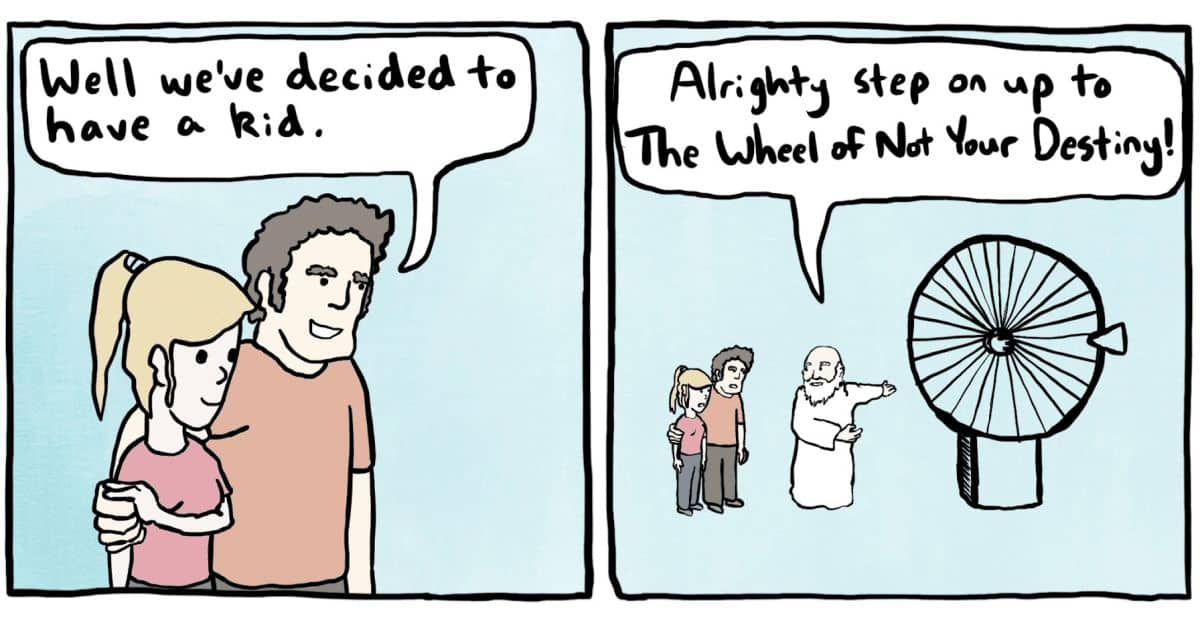 Well we've decided to
have a kid.
Alrighty step on up to
The Wheel of Not Your Destiny!